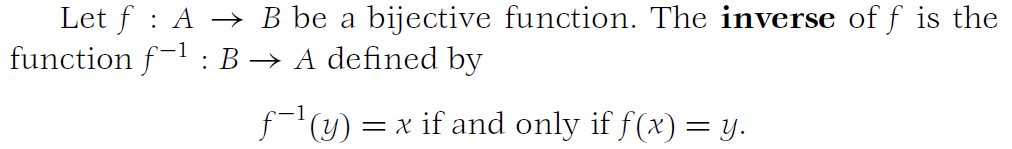 Let f : A → B be a bijective function. The inverse of f is the
function f⁻¹ : B → A defined by
f⁻¹(y) = x if and only if f(x) = y.